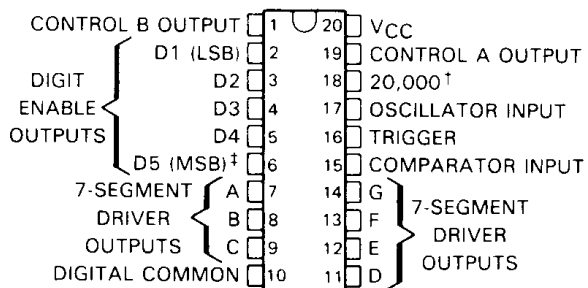 CONTROL B OUTPUT 1 20 VCC
D1 (LSB) 2 19 CONTROL A OUTPUT
DIGIT D2 3 18 20,000†
ENABLE D3 4 17 OSCILLATOR INPUT
OUTPUTS D4 5 16 TRIGGER
D5 (MSB)‡ 6 15 COMPARATOR INPUT
7-SEGMENT A 7 14 G
DRIVER B 8 13 F 7-SEGMENT
OUTPUTS C 9 12 E DRIVER
DIGITAL COMMON 10 11 D OUTPUTS